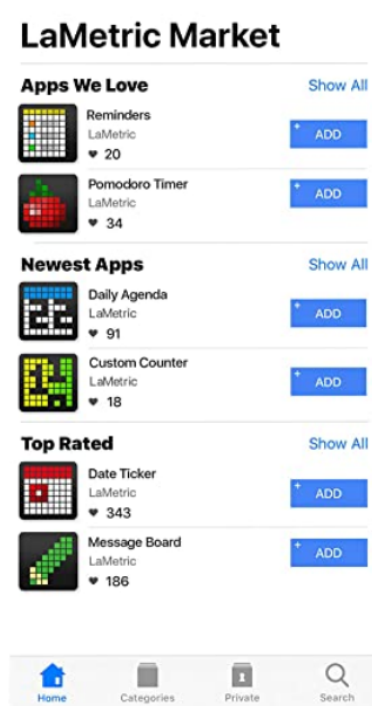 LaMetric Market
Apps We Love Show All
Reminders
LaMetric
20
+ ADD
Pomodoro Timer
LaMetric
34
+ ADD
Newest Apps Show All
Daily Agenda
LaMetric
91
+ ADD
Custom Counter
LaMetric
18
+ ADD
Top Rated Show All
Date Ticker
LaMetric
343
+ ADD
Message Board
LaMetric
186
+ ADD
Home Categories Private Search